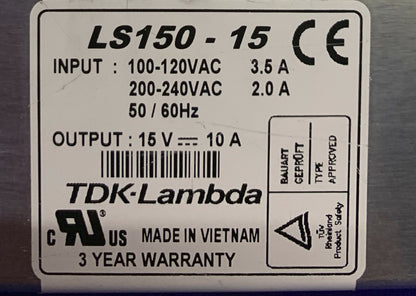 LS150 - 15 CE
INPUT : 100-120VAC 3.5 A
200-240VAC 2.0 A
50 / 60Hz
OUTPUT : 15 V ⎓ 10 A
TDK-Lambda
c RU ® US MADE IN VIETNAM
3 YEAR WARRANTY
BAUART
GEPRÜFT
TYPE
APPROVED
TÜV
Rheinland
Product Safety